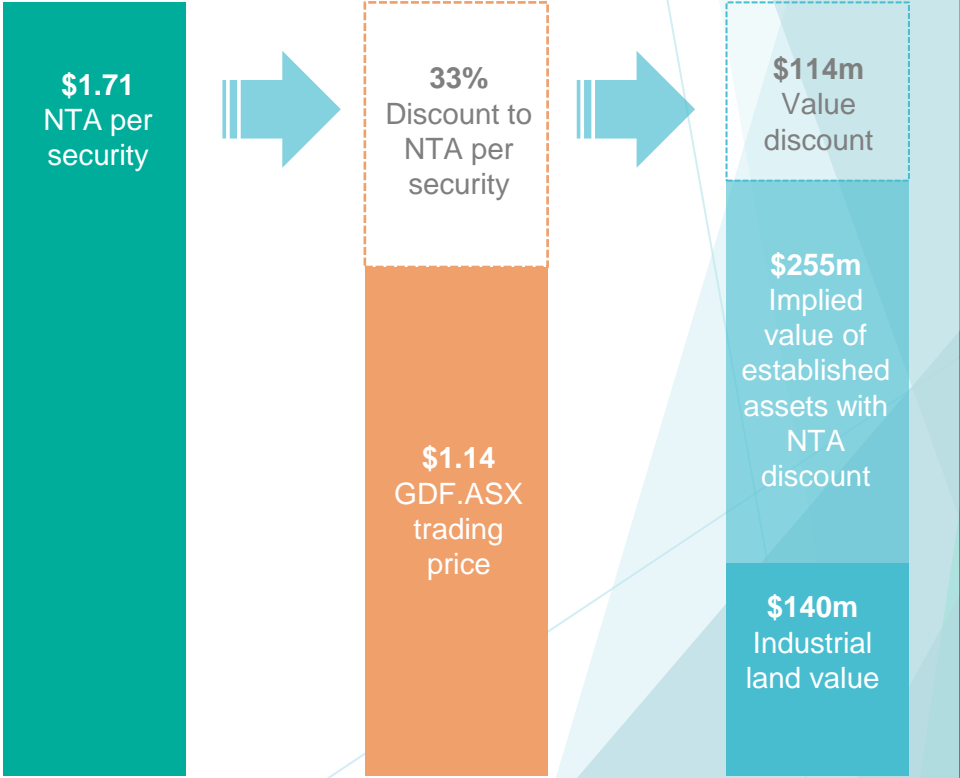 $1.71
NTA per
security
33%
Discount to
NTA per
security
$1.14
GDF.ASX
trading
price
$114m
Value
discount
$255m
Implied
value of
established
assets with
NTA
discount
$140m
Industrial
land value